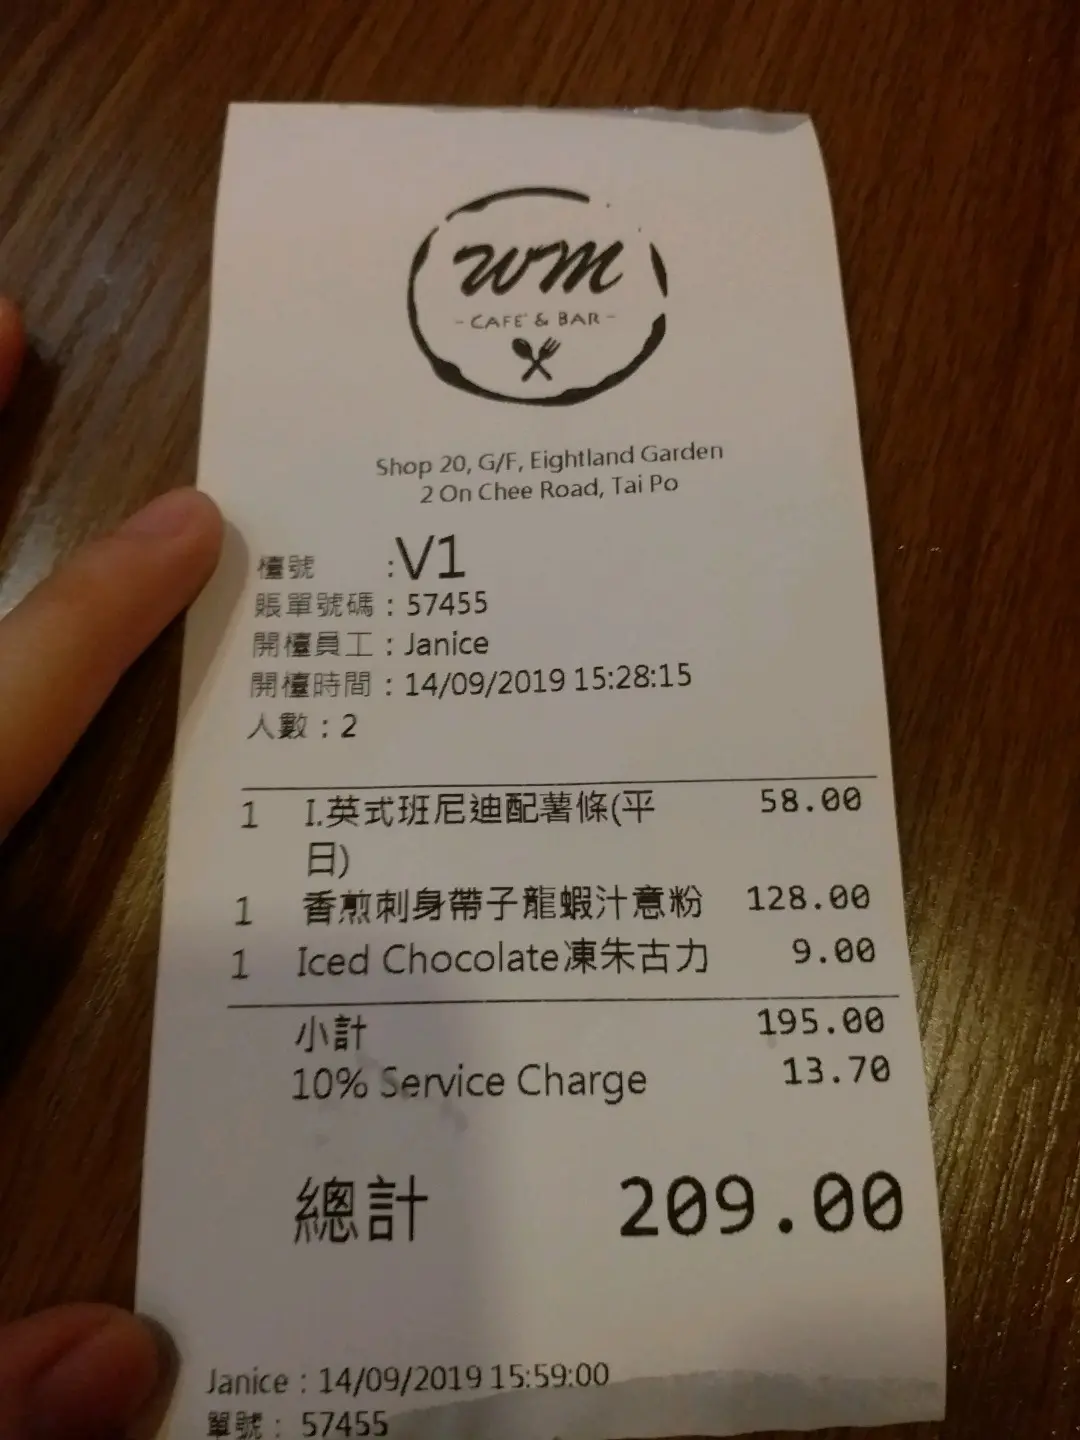 WM
- CAFE' & BAR -
Shop 20, G/F, Eightland Garden
2 On Chee Road, Tai Po
檯號 :V1
賬單號碼 : 57455
開檯員工 : Janice
開檯時間 : 14/09/2019 15:28:15
人數 : 2
1 I.英式班尼迪配薯條(平 58.00
日)
1 香煎刺身帶子龍蝦汁意粉 128.00
1 Iced Chocolate凍朱古力 9.00
小計 195.00
10% Service Charge 13.70
總計 209.00
Janice : 14/09/2019 15:59:00
單號 : 57455